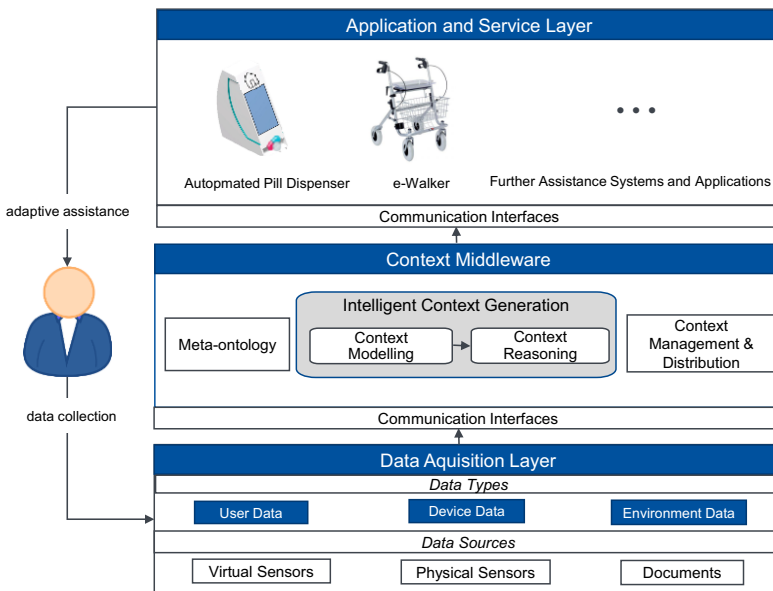 Application and Service Layer
Autopmated Pill Dispenser
e-Walker
Further Assistance Systems and Applications
Communication Interfaces
adaptive assistance
Context Middleware
Intelligent Context Generation
Meta-ontology
Context
Modelling
Context
Reasoning
Context
Management &
Distribution
data collection
Communication Interfaces
Data Aquisition Layer
Data Types
User Data
Device Data
Environment Data
Data Sources
Virtual Sensors
Physical Sensors
Documents